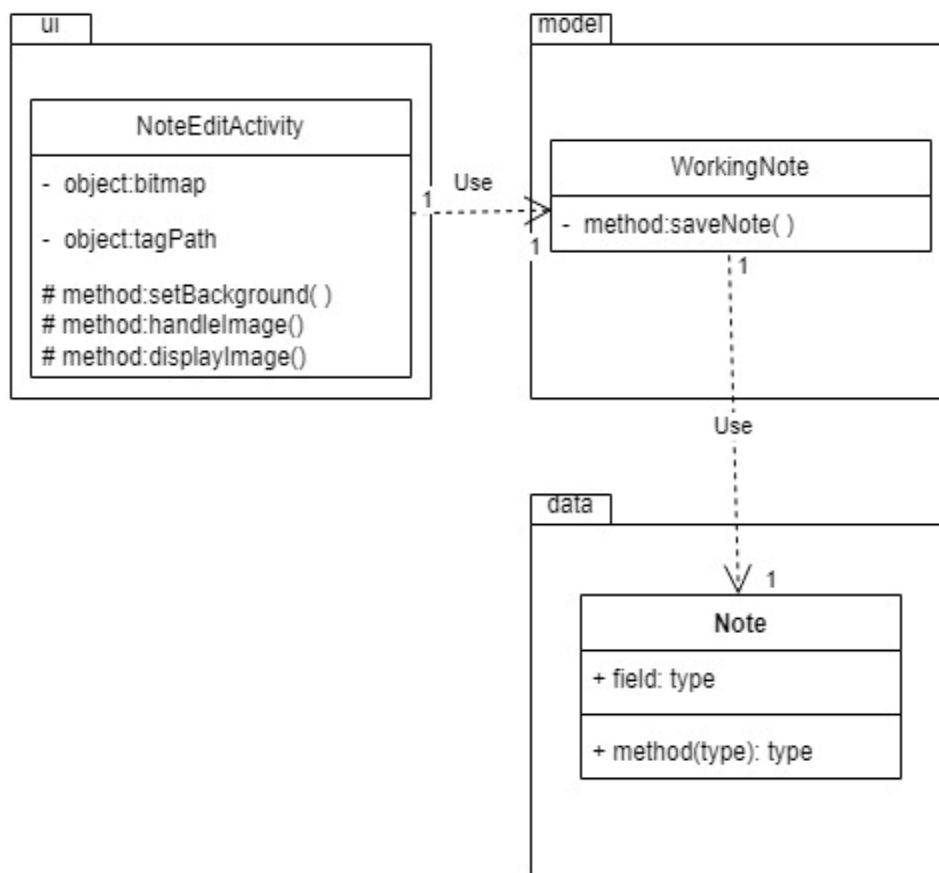 ui
NoteEditActivity
- object:bitmap
- object:tagPath
# method:setBackground( )
# method:handleImage()
# method:displayImage()
1
Use
1
model
WorkingNote
- method:saveNote( )
1
Use
1
data
Note
+ field: type
+ method(type): type